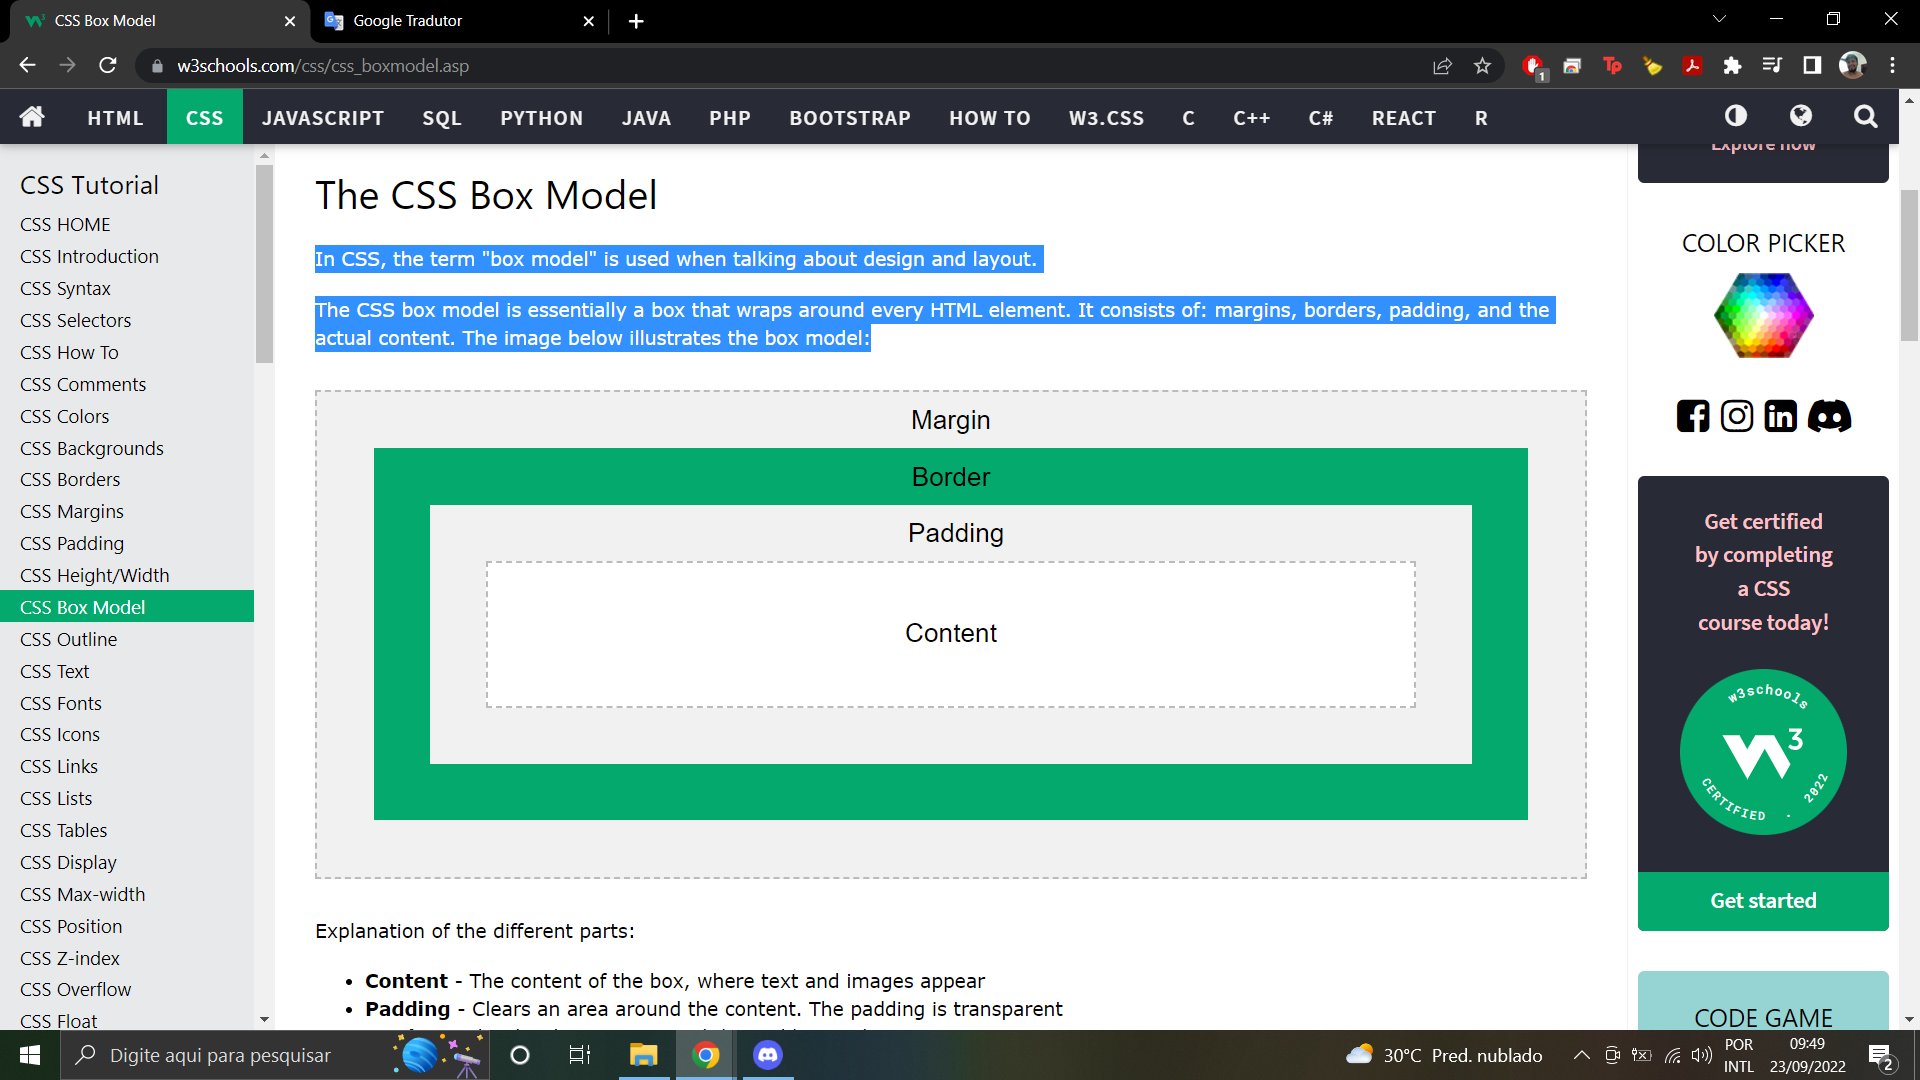 CSS Box Model
Google Tradutor
w3schools.com/css/css_boxmodel.asp
1
HTML
CSS
JAVASCRIPT
SQL
PYTHON
JAVA
PHP
BOOTSTRAP
HOW TO
W3.CSS
C
C++
C#
REACT
R
CSS Tutorial
CSS HOME
CSS Introduction
CSS Syntax
CSS Selectors
CSS How To
CSS Comments
CSS Colors
CSS Backgrounds
CSS Borders
CSS Margins
CSS Padding
CSS Height/Width
CSS Box Model
CSS Outline
CSS Text
CSS Fonts
CSS Icons
CSS Links
CSS Lists
CSS Tables
CSS Display
CSS Max-width
CSS Position
CSS Z-index
CSS Overflow
CSS Float
The CSS Box Model
In CSS, the term "box model" is used when talking about design and layout.
The CSS box model is essentially a box that wraps around every HTML element. It consists of: margins, borders, padding, and the
actual content. The image below illustrates the box model:
Margin
Border
Padding
Content
Explanation of the different parts:
• Content - The content of the box, where text and images appear
• Padding - Clears an area around the content. The padding is transparent
Explore now
COLOR PICKER
Get certified
by completing
a CSS
course today!
w3schools
W3
CERTIFIED . 2022
Get started
CODE GAME
Digite aqui para pesquisar
30°C Pred. nublado
POR
INTL
09:49
23/09/2022
2